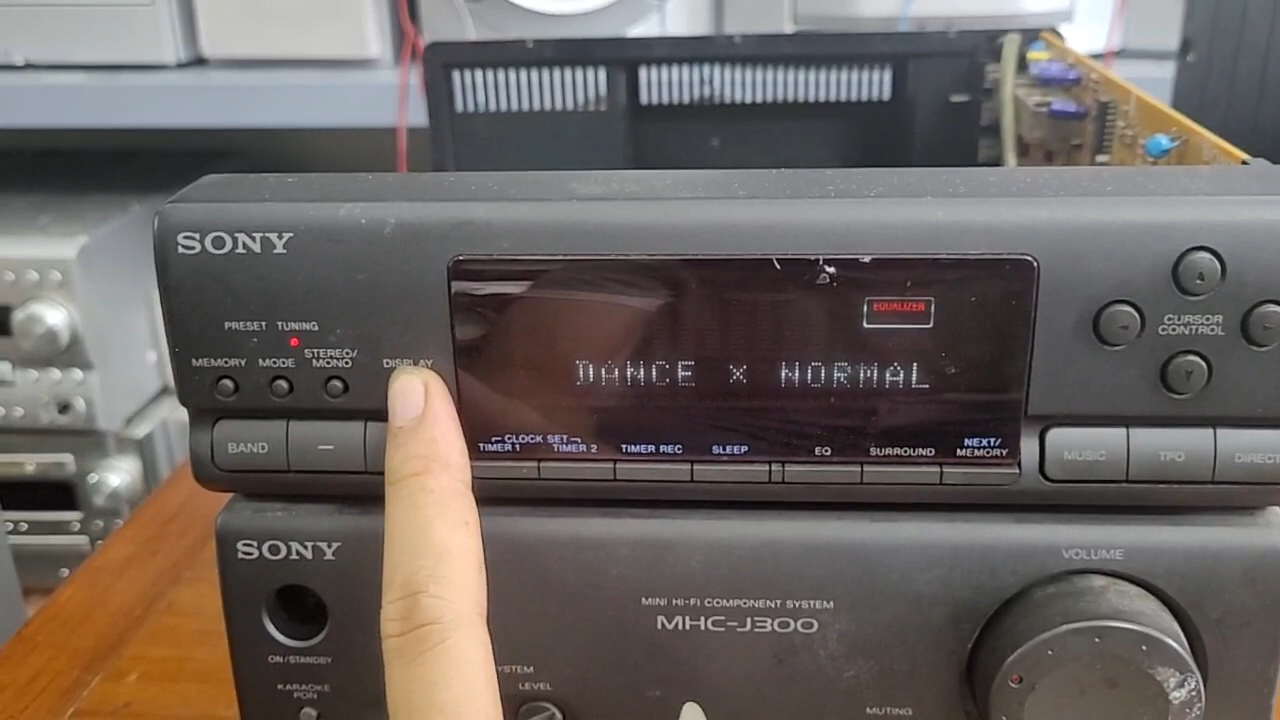 SONY
PRESET TUNING
MEMORY MODE STEREO/
MONO
DISPLAY
BAND
–
EQUALIZER
DANCE × NORMAL
CLOCK SET
TIMER 1 TIMER 2 TIMER REC SLEEP EQ SURROUND NEXT/
MEMORY
CURSOR
CONTROL
MUSIC TPO DIRECT
SONY
ON/STANDBY
KARAOKE
PON
MINI HI-FI COMPONENT SYSTEM
MHC-J300
VOLUME
YSTEM
LEVEL
MUTING